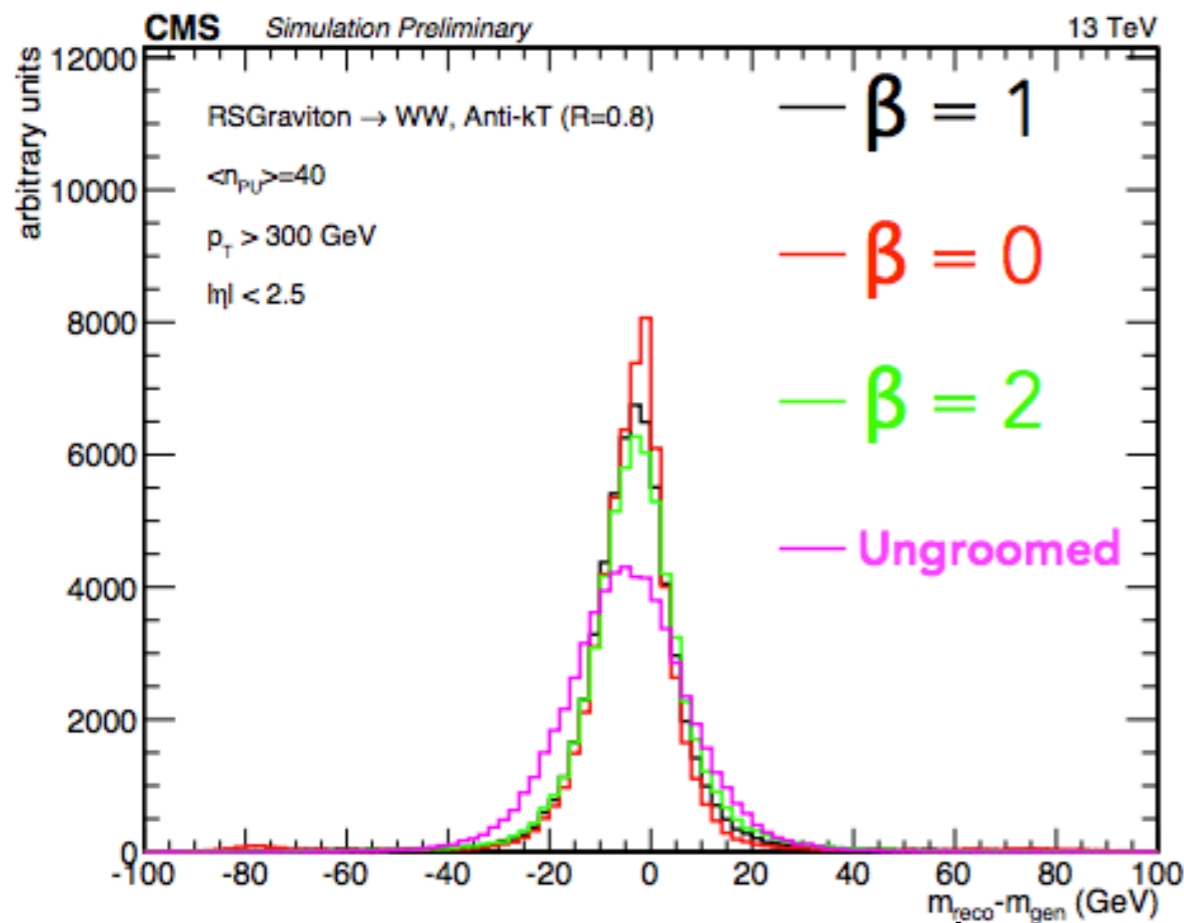 CMS Simulation Preliminary 13 TeV
arbitrary units
12000
10000
8000
6000
4000
2000
0
RSGraviton → WW, Anti-kT (R=0.8)
<n_PU>=40
p_T > 300 GeV
|η| < 2.5
β = 1
β = 0
β = 2
Ungroomed
-100 -80 -60 -40 -20 0 20 40 60 80 100
m_reco-m_gen (GeV)